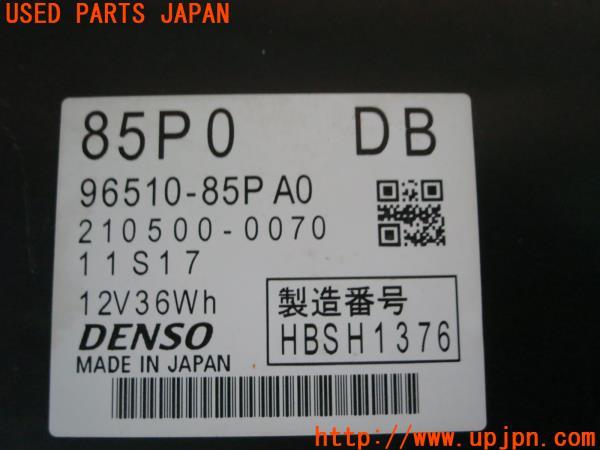 USED PARTS JAPAN
85P0 DB
96510-85P A0
210500-0070
11S17
12V36Wh
DENSO
MADE IN JAPAN
製造番号
HBSH1376
UPJ
http://www.upjpn.com